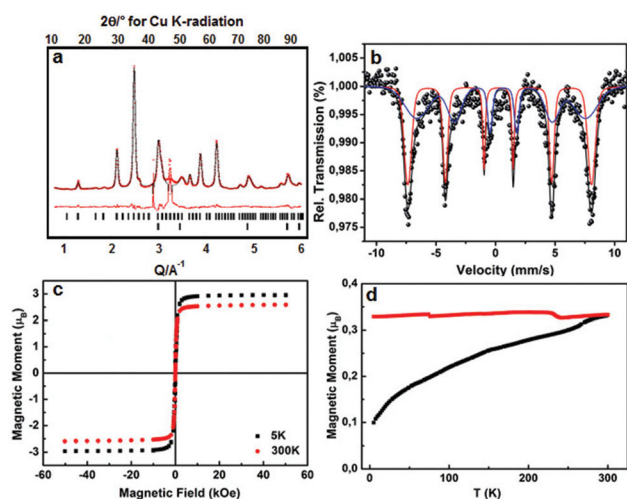 2θ/° for Cu K-radiation
10 20 30 40 50 60 70 80 90
a
1 2 3 4 5 6
Q/A⁻¹
b
1,005
1,000
0,995
0,990
0,985
0,980
0,975
Rel. Transmission (%)
-10 -5 0 5 10
Velocity (mm/s)
c
3
2
1
0
-1
-2
-3
Magnetic Moment (μB)
5K
300K
-60 -40 -20 0 20 40 60
Magnetic Field (kOe)
d
0,4
0,3
0,2
0,1
0,0
Magnetic Moment (μB)
0 100 200 300
T (K)